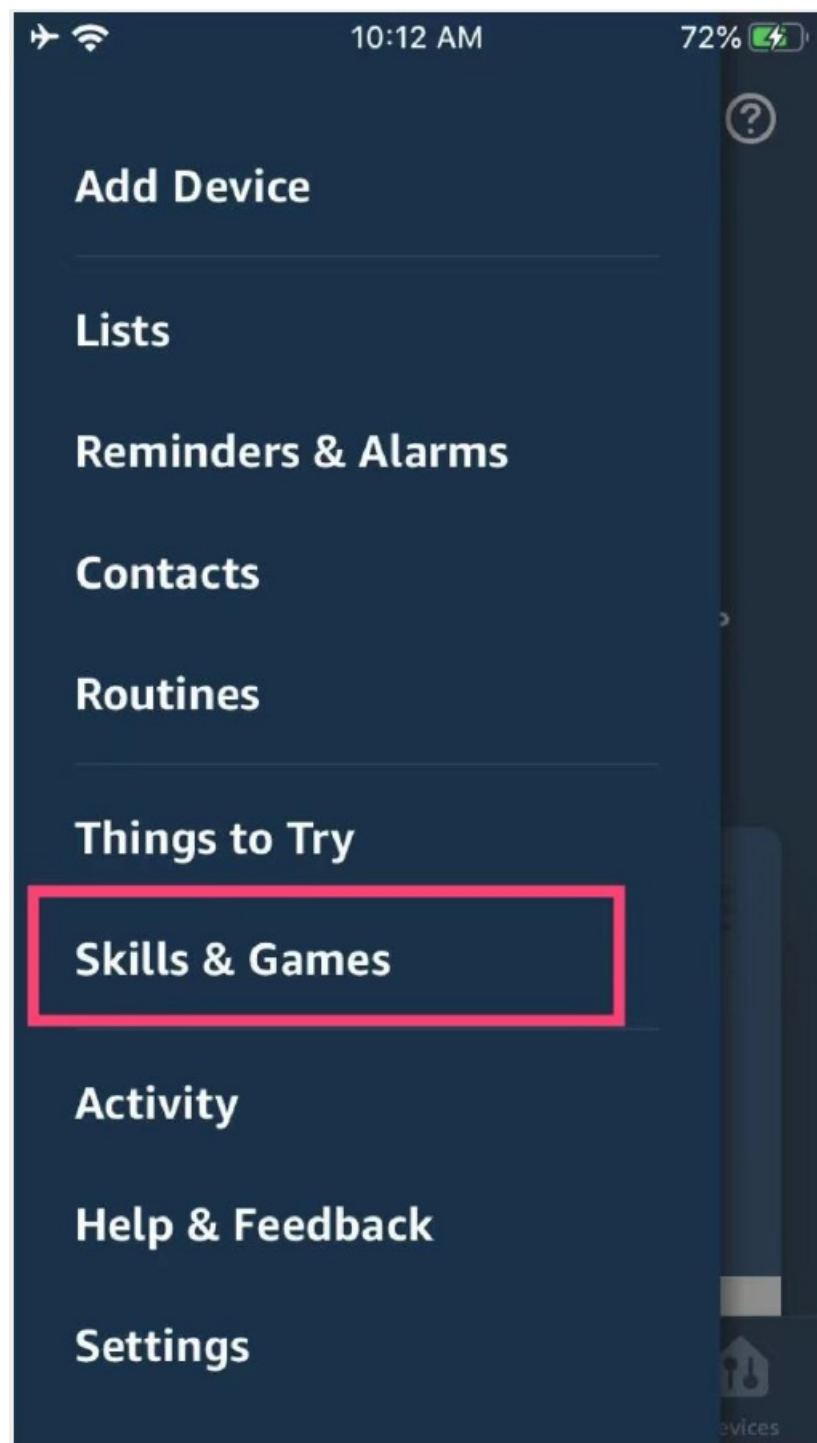 10:12 AM 72%
?
Add Device
Lists
Reminders & Alarms
Contacts
Routines
Things to Try
Skills & Games
Activity
Help & Feedback
Settings
evices